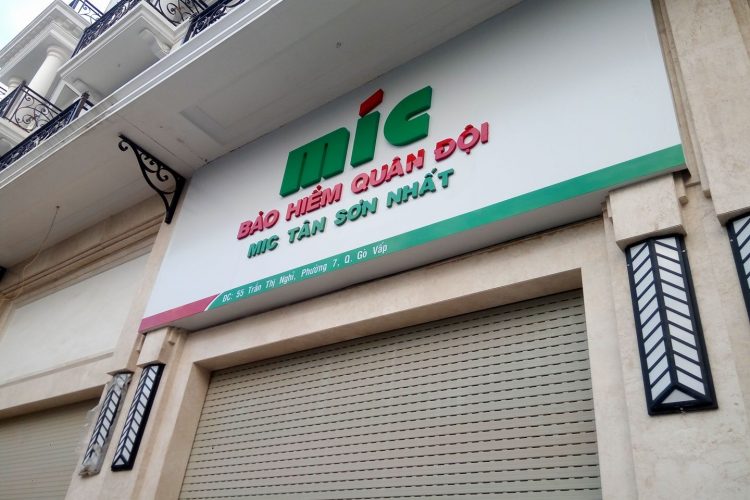 mic
BẢO HIỂM QUÂN ĐỘI
MIC TÂN SƠN NHẤT
ĐC: 55 Trần Thị Nghỉ, Phường 7, Q. Gò Vấp